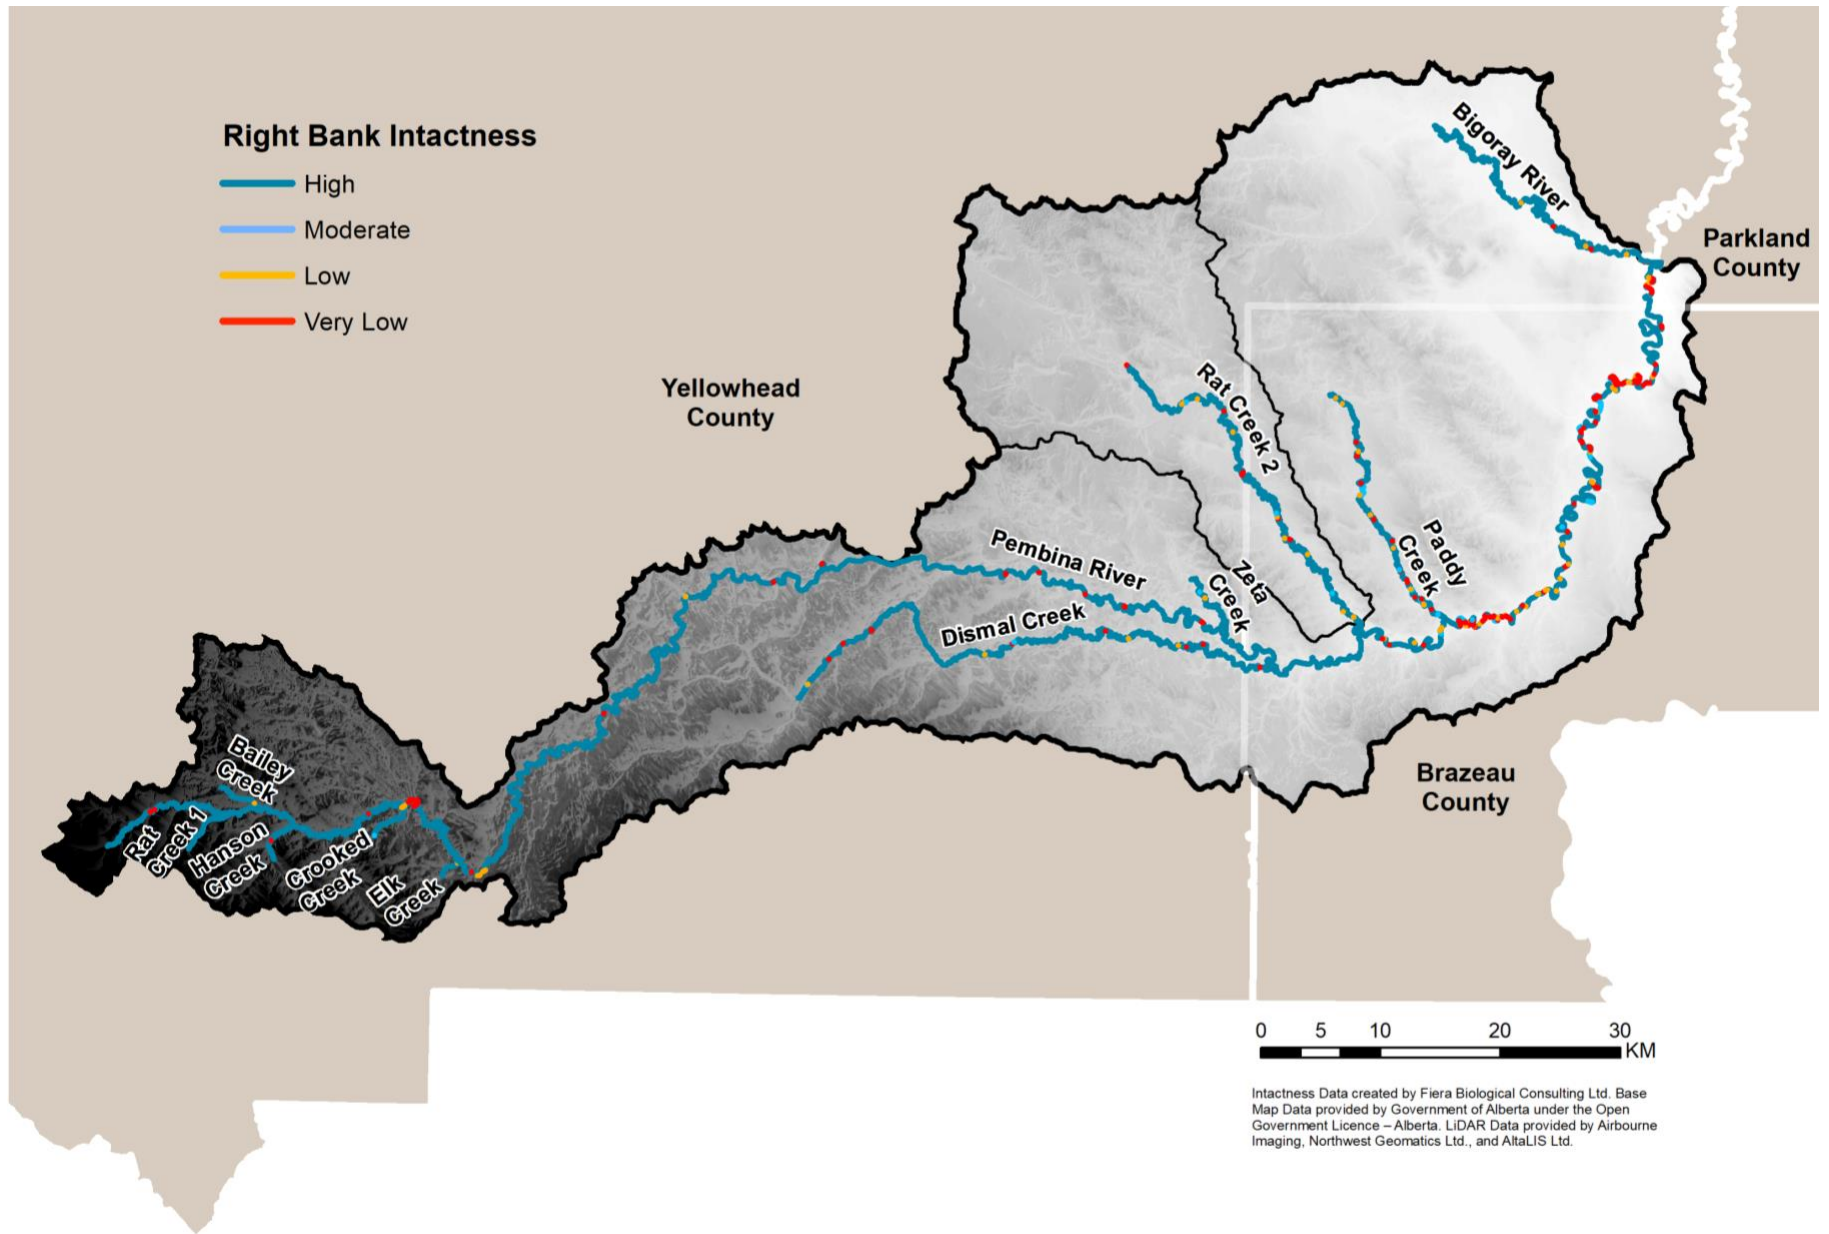 Right Bank Intactness
High
Moderate
Low
Very Low
Bigoray River
Parkland
County
Yellowhead
County
Rat Creek 2
Paddy
Creek
Pembina River
Zeta
Creek
Dismal Creek
Bailey
Creek
Rat
Creek 1
Hanson
Creek
Crooked
Creek
Elk
Creek
Brazeau
County
0 5 10 20 30
KM
Intactness Data created by Fiera Biological Consulting Ltd. Base
Map Data provided by Government of Alberta under the Open
Government Licence – Alberta. LiDAR Data provided by Airbourne
Imaging, Northwest Geomatics Ltd., and AltaLIS Ltd.